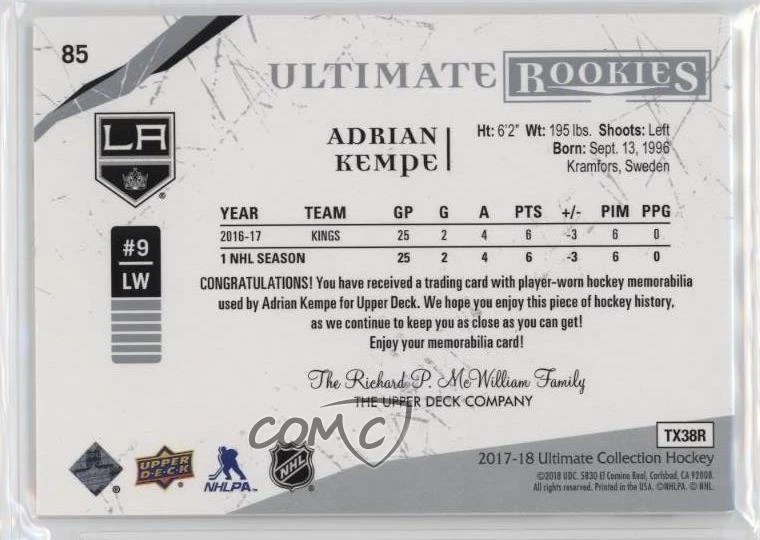 85
ULTIMATE ROOKIES
LA
ADRIAN
KEMPE
Ht: 6'2" Wt: 195 lbs. Shoots: Left
Born: Sept. 13, 1996
Kramfors, Sweden
#9
LW
YEAR TEAM GP G A PTS +/- PIM PPG
2016-17 KINGS 25 2 4 6 -3 6 0
1 NHL SEASON 25 2 4 6 -3 6 0
CONGRATULATIONS! You have received a trading card with player-worn hockey memorabilia
used by Adrian Kempe for Upper Deck. We hope you enjoy this piece of hockey history,
as we continue to keep you as close as you can get!
Enjoy your memorabilia card!
The Richard P. McWilliam Family
THE UPPER DECK COMPANY
COMC
TX38R
UPPER DECK
NHLPA
NHL
2017-18 Ultimate Collection Hockey
©2018 UDC. 5830 El Camino Real, Carlsbad, CA 92008.
All rights reserved. Printed in the USA. ©NHLPA. © NHL.